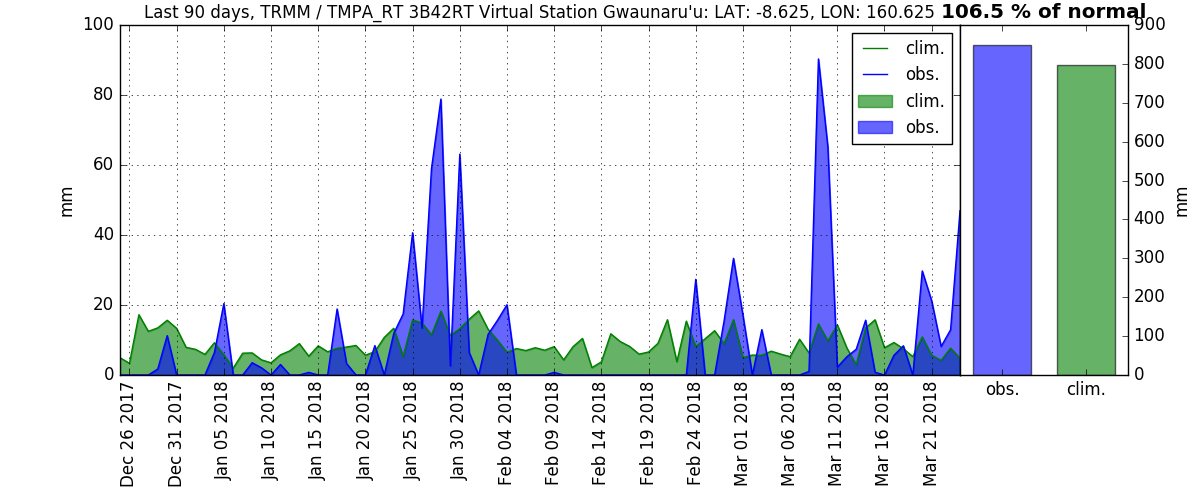 Last 90 days, TRMM / TMPA_RT 3B42RT Virtual Station Gwaunaru'u: LAT: -8.625, LON: 160.625 106.5 % of normal
100
80
60
40
20
0
mm
clim.
obs.
clim.
obs.
Dec 26 2017
Dec 31 2017
Jan 05 2018
Jan 10 2018
Jan 15 2018
Jan 20 2018
Jan 25 2018
Jan 30 2018
Feb 04 2018
Feb 09 2018
Feb 14 2018
Feb 19 2018
Feb 24 2018
Mar 01 2018
Mar 06 2018
Mar 11 2018
Mar 16 2018
Mar 21 2018
900
800
700
600
500
400
300
200
100
0
mm
obs.
clim.